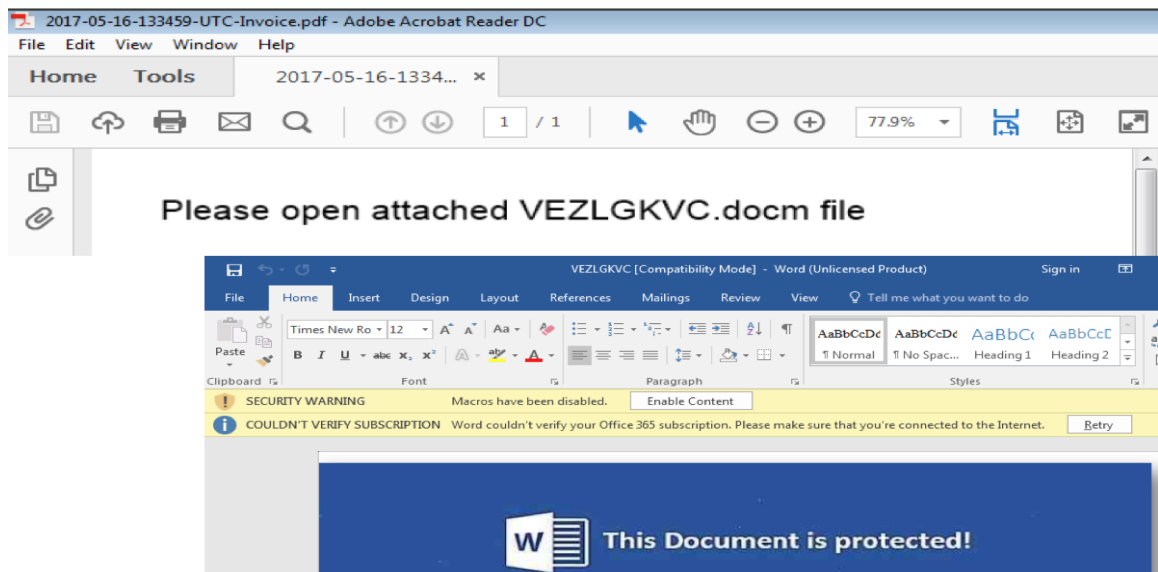 2017-05-16-133459-UTC-Invoice.pdf - Adobe Acrobat Reader DC
File Edit View Window Help
Home Tools 2017-05-16-1334... ×
1 / 1 77.9%
Please open attached VEZLGKVC.docm file
VEZLGKVC [Compatibility Mode] - Word (Unlicensed Product) Sign in
File Home Insert Design Layout References Mailings Review View Tell me what you want to do
Times New Ro 12 A A Aa
AaBbCcDc AaBbCcDc AaBbCc AaBbCcE
Paste B I U abc x₂ x² A A
¶ Normal ¶ No Spac... Heading 1 Heading 2
Clipboard Font Paragraph Styles
SECURITY WARNING Macros have been disabled. Enable Content
COULDN'T VERIFY SUBSCRIPTION Word couldn't verify your Office 365 subscription. Please make sure that you're connected to the Internet. Retry
W This Document is protected!